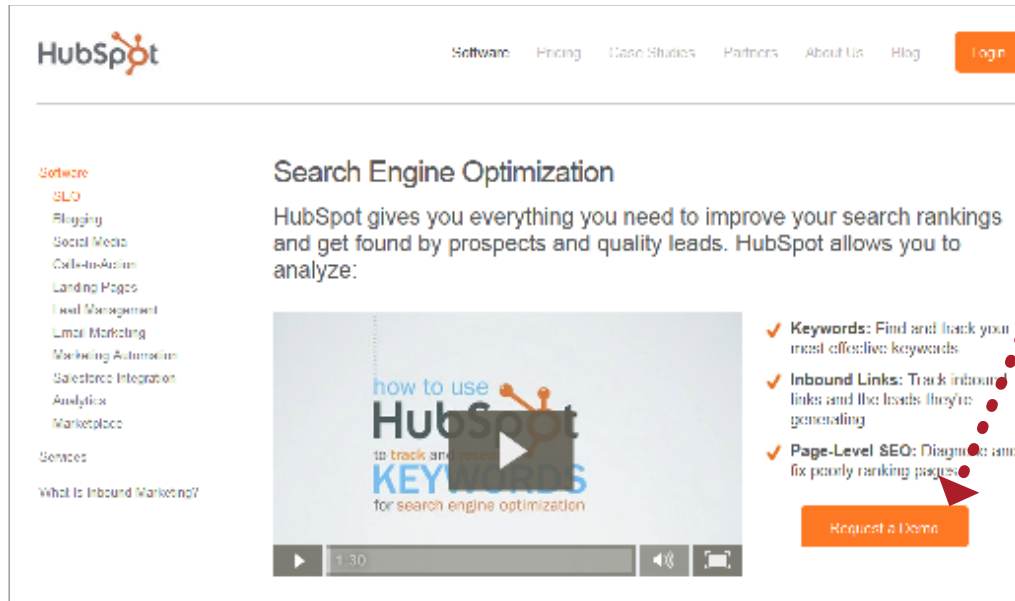 HubSpot
Software Pricing Case Studies Partners About Us Blog Login
Software
SEO
Blogging
Social Media
Calls-to-Action
Landing Pages
Lead Management
Email Marketing
Marketing Automation
Salesforce Integration
Analytics
Marketplace
Services
What is Inbound Marketing?
Search Engine Optimization
HubSpot gives you everything you need to improve your search rankings
and get found by prospects and quality leads. HubSpot allows you to
analyze:
how to use
HubSpot
to track and
KEYWORDS
for search engine optimization
1:30
Keywords: Find and track your
most effective keywords
Inbound Links: Track inbound
links and the leads they're
generating
Page-Level SEO: Diagnose and
fix poorly ranking pages
Request a Demo